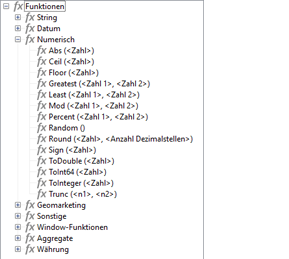 Funktionen
String
Datum
Numerisch
Abs (<Zahl>)
Ceil (<Zahl>)
Floor (<Zahl>)
Greatest (<Zahl 1>, <Zahl 2>)
Least (<Zahl 1>, <Zahl 2>)
Mod (<Zahl 1>, <Zahl 2>)
Percent (<Zahl 1>, <Zahl 2>)
Random ()
Round (<Zahl>, <Anzahl Dezimalstellen>)
Sign (<Zahl>)
ToDouble (<Zahl>)
ToInt64 (<Zahl>)
ToInteger (<Zahl>)
Trunc (<n1>, <n2>)
Geomarketing
Sonstige
Window-Funktionen
Aggregate
Währung